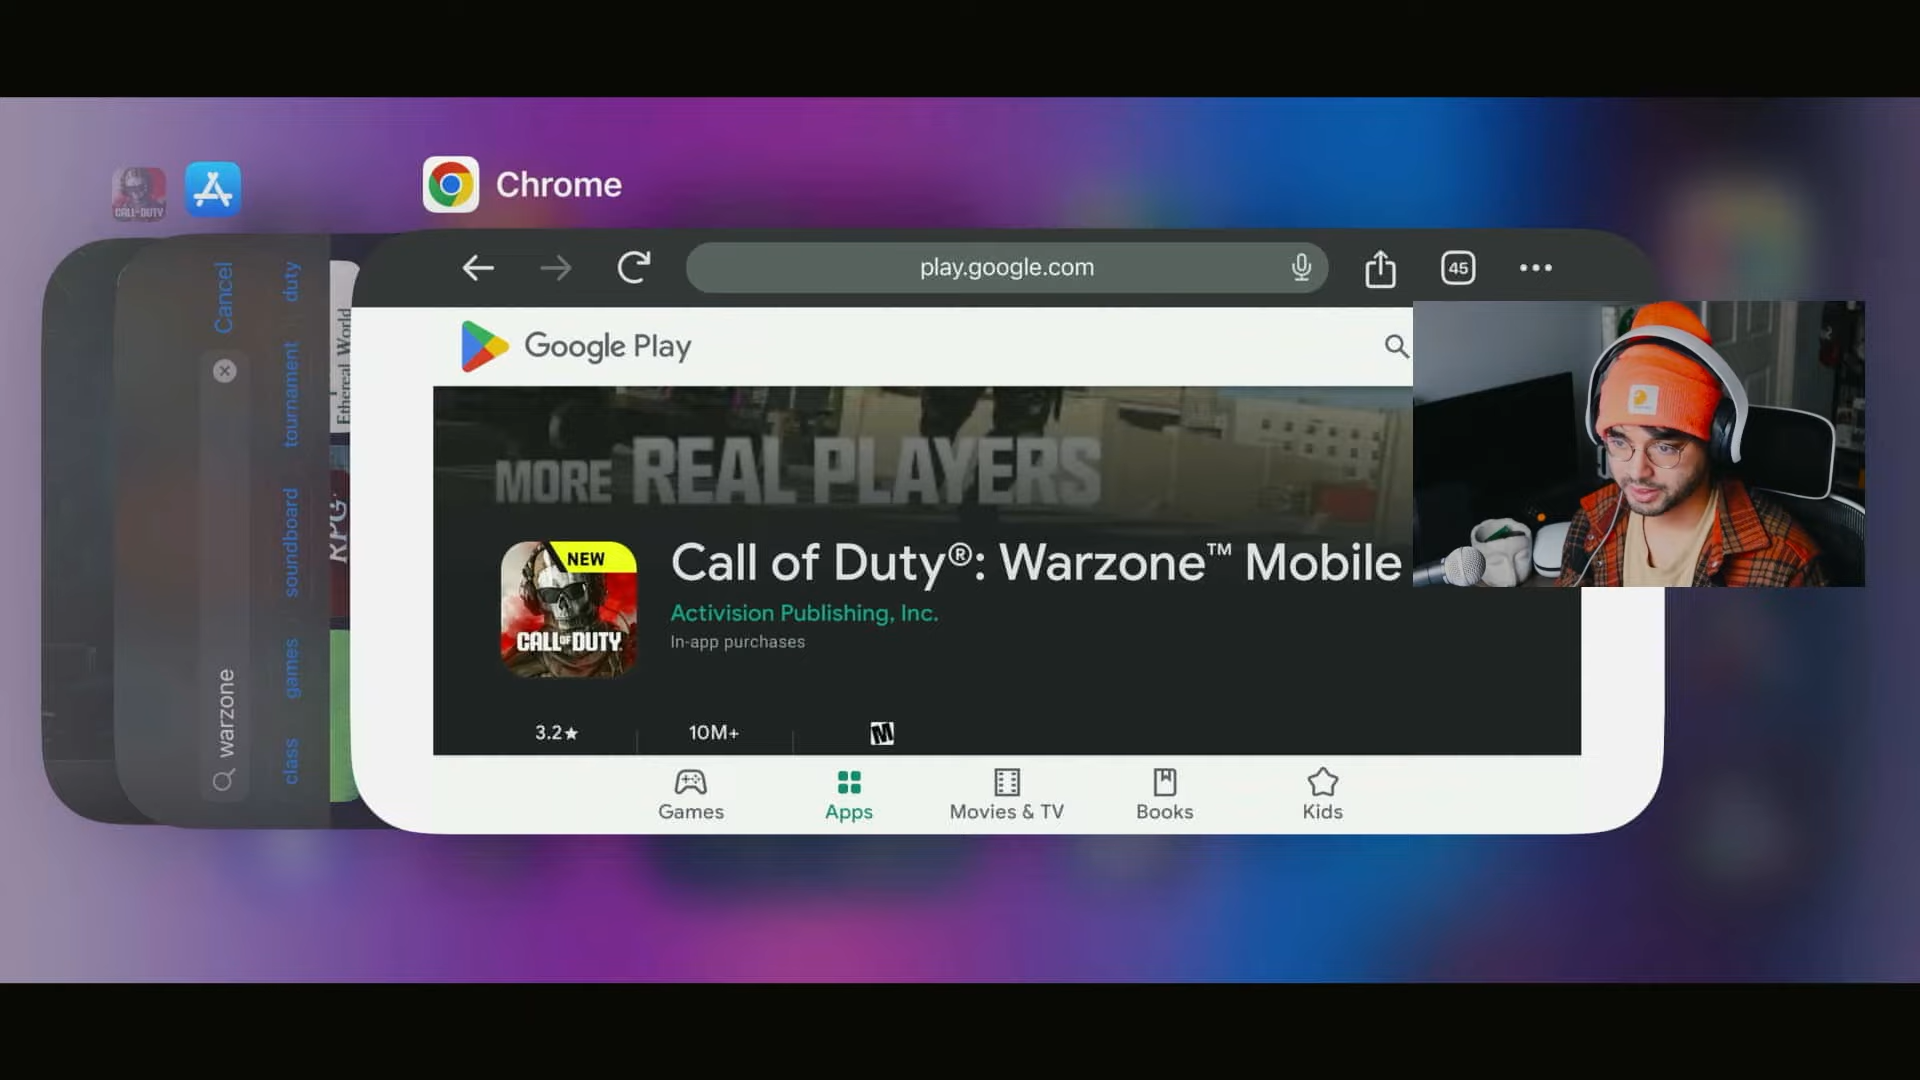 Chrome
play.google.com
45
Google Play
MORE REAL PLAYERS
NEW
CALL OF DUTY
Call of Duty®: Warzone™ Mobile
Activision Publishing, Inc.
In-app purchases
3.2★
10M+
M
Games
Apps
Movies & TV
Books
Kids
CALL OF DUTY
Cancel
warzone
duty
tournament
soundboard
games
class
Ethereal World
RPG